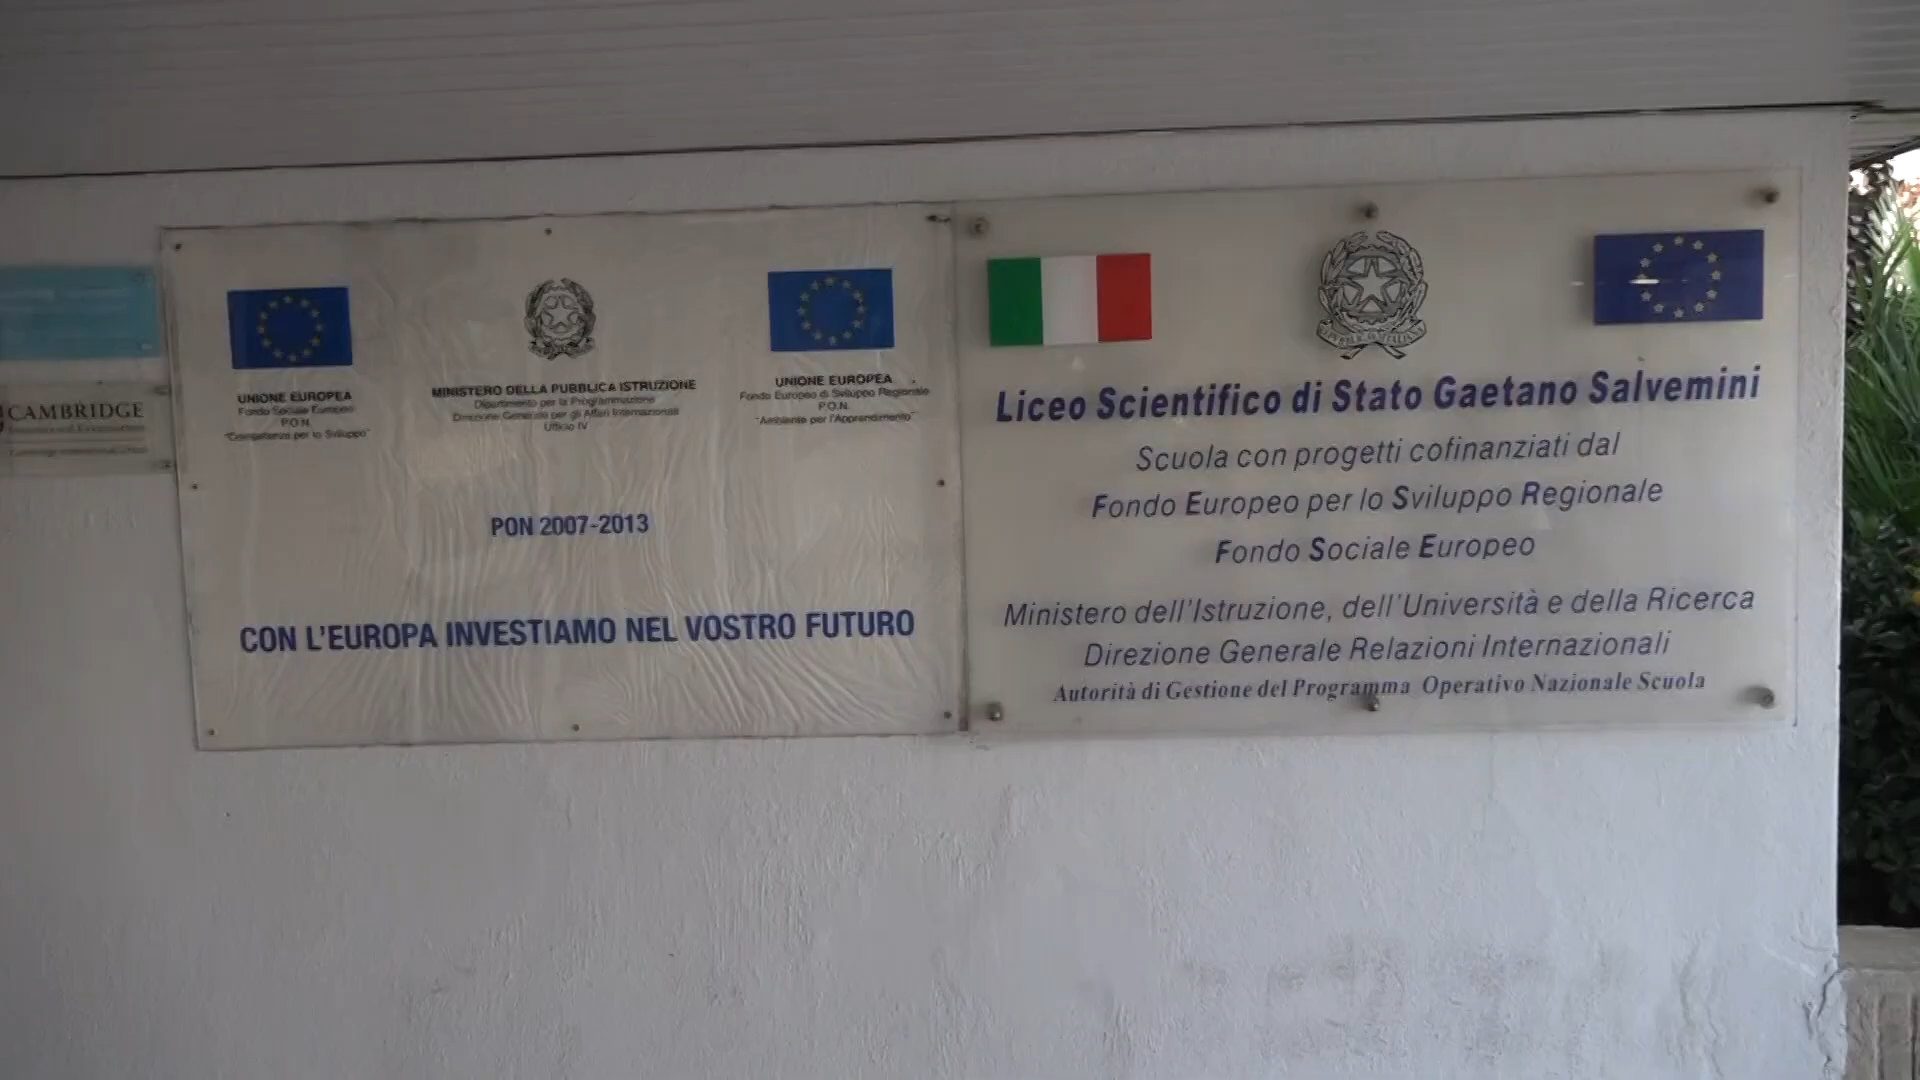 CAMBRIDGE
UNIONE EUROPEA
Fondo Sociale Europeo
P.O.N.
"Competenze per lo Sviluppo"
MINISTERO DELLA PUBBLICA ISTRUZIONE
Dipartimento per la Programmazione
Direzione Generale per gli Affari Internazionali
Ufficio IV
UNIONE EUROPEA
Fondo Europeo di Sviluppo Regionale
P.O.N.
"Ambiente per l'Apprendimento"
PON 2007-2013
CON L'EUROPA INVESTIAMO NEL VOSTRO FUTURO
Liceo Scientifico di Stato Gaetano Salvemini
Scuola con progetti cofinanziati dal
Fondo Europeo per lo Sviluppo Regionale
Fondo Sociale Europeo
Ministero dell'Istruzione, dell'Università e della Ricerca
Direzione Generale Relazioni Internazionali
Autorità di Gestione del Programma Operativo Nazionale Scuola